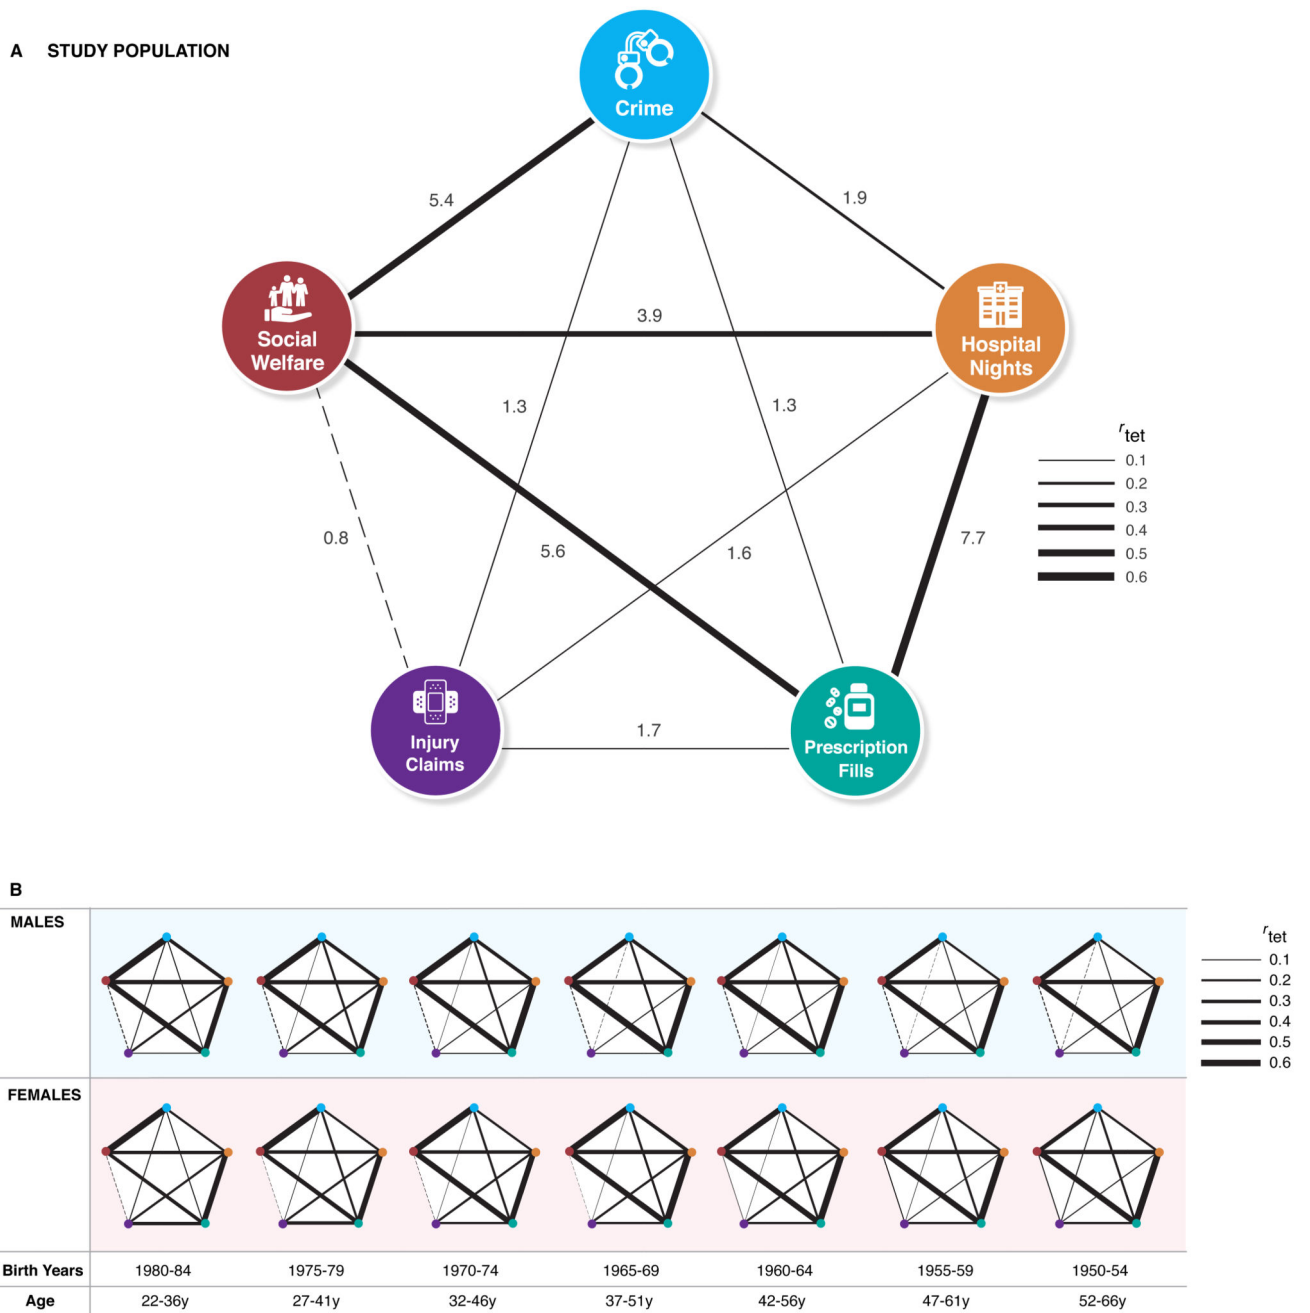 A STUDY POPULATION
Crime
5.4
1.9
Social
Welfare
3.9
Hospital
Nights
1.3
1.3
r tet
0.1
0.2
0.3
0.4
0.5
0.6
0.8
5.6
1.6
7.7
Injury
Claims
1.7
Prescription
Fills
B
MALES
r tet
0.1
0.2
0.3
0.4
0.5
0.6
FEMALES
Birth Years 1980-84 1975-79 1970-74 1965-69 1960-64 1955-59 1950-54
Age 22-36y 27-41y 32-46y 37-51y 42-56y 47-61y 52-66y